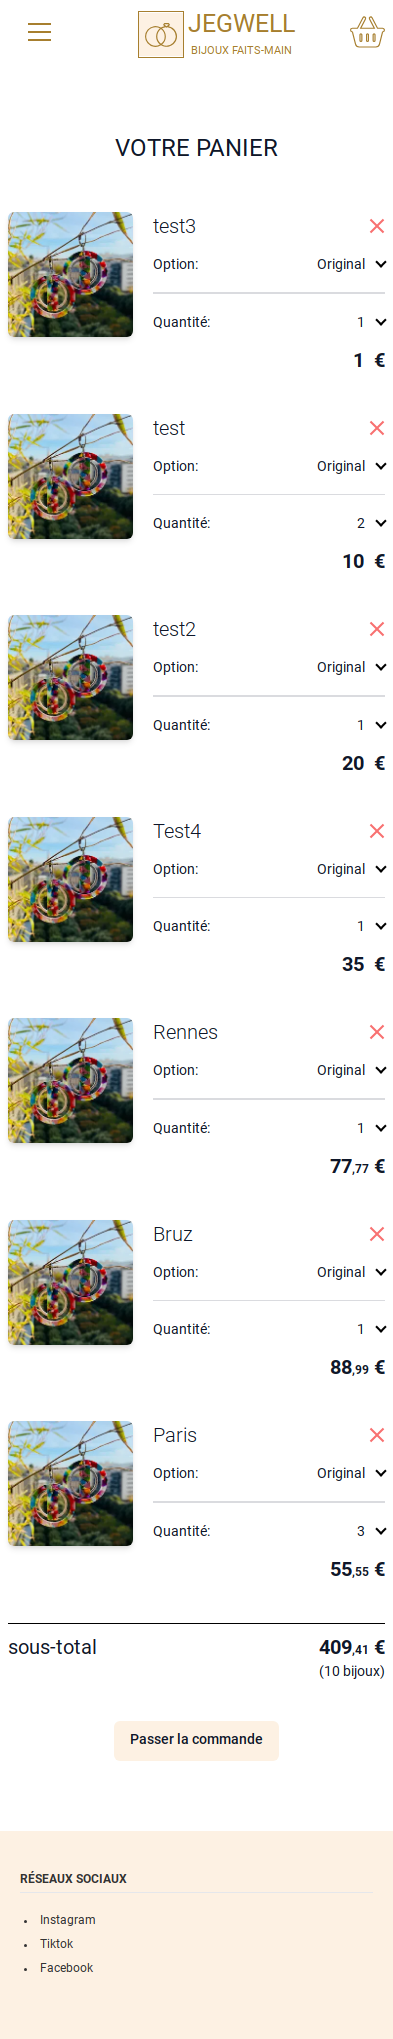 JEGWELL
BIJOUX FAITS-MAIN
VOTRE PANIER
test3
Option: Original
Quantité: 1
1 €
test
Option: Original
Quantité: 2
10 €
test2
Option: Original
Quantité: 1
20 €
Test4
Option: Original
Quantité: 1
35 €
Rennes
Option: Original
Quantité: 1
77,77 €
Bruz
Option: Original
Quantité: 1
88,99 €
Paris
Option: Original
Quantité: 3
55,55 €
sous-total 409,41 €
(10 bijoux)
Passer la commande
RÉSEAUX SOCIAUX
Instagram
Tiktok
Facebook